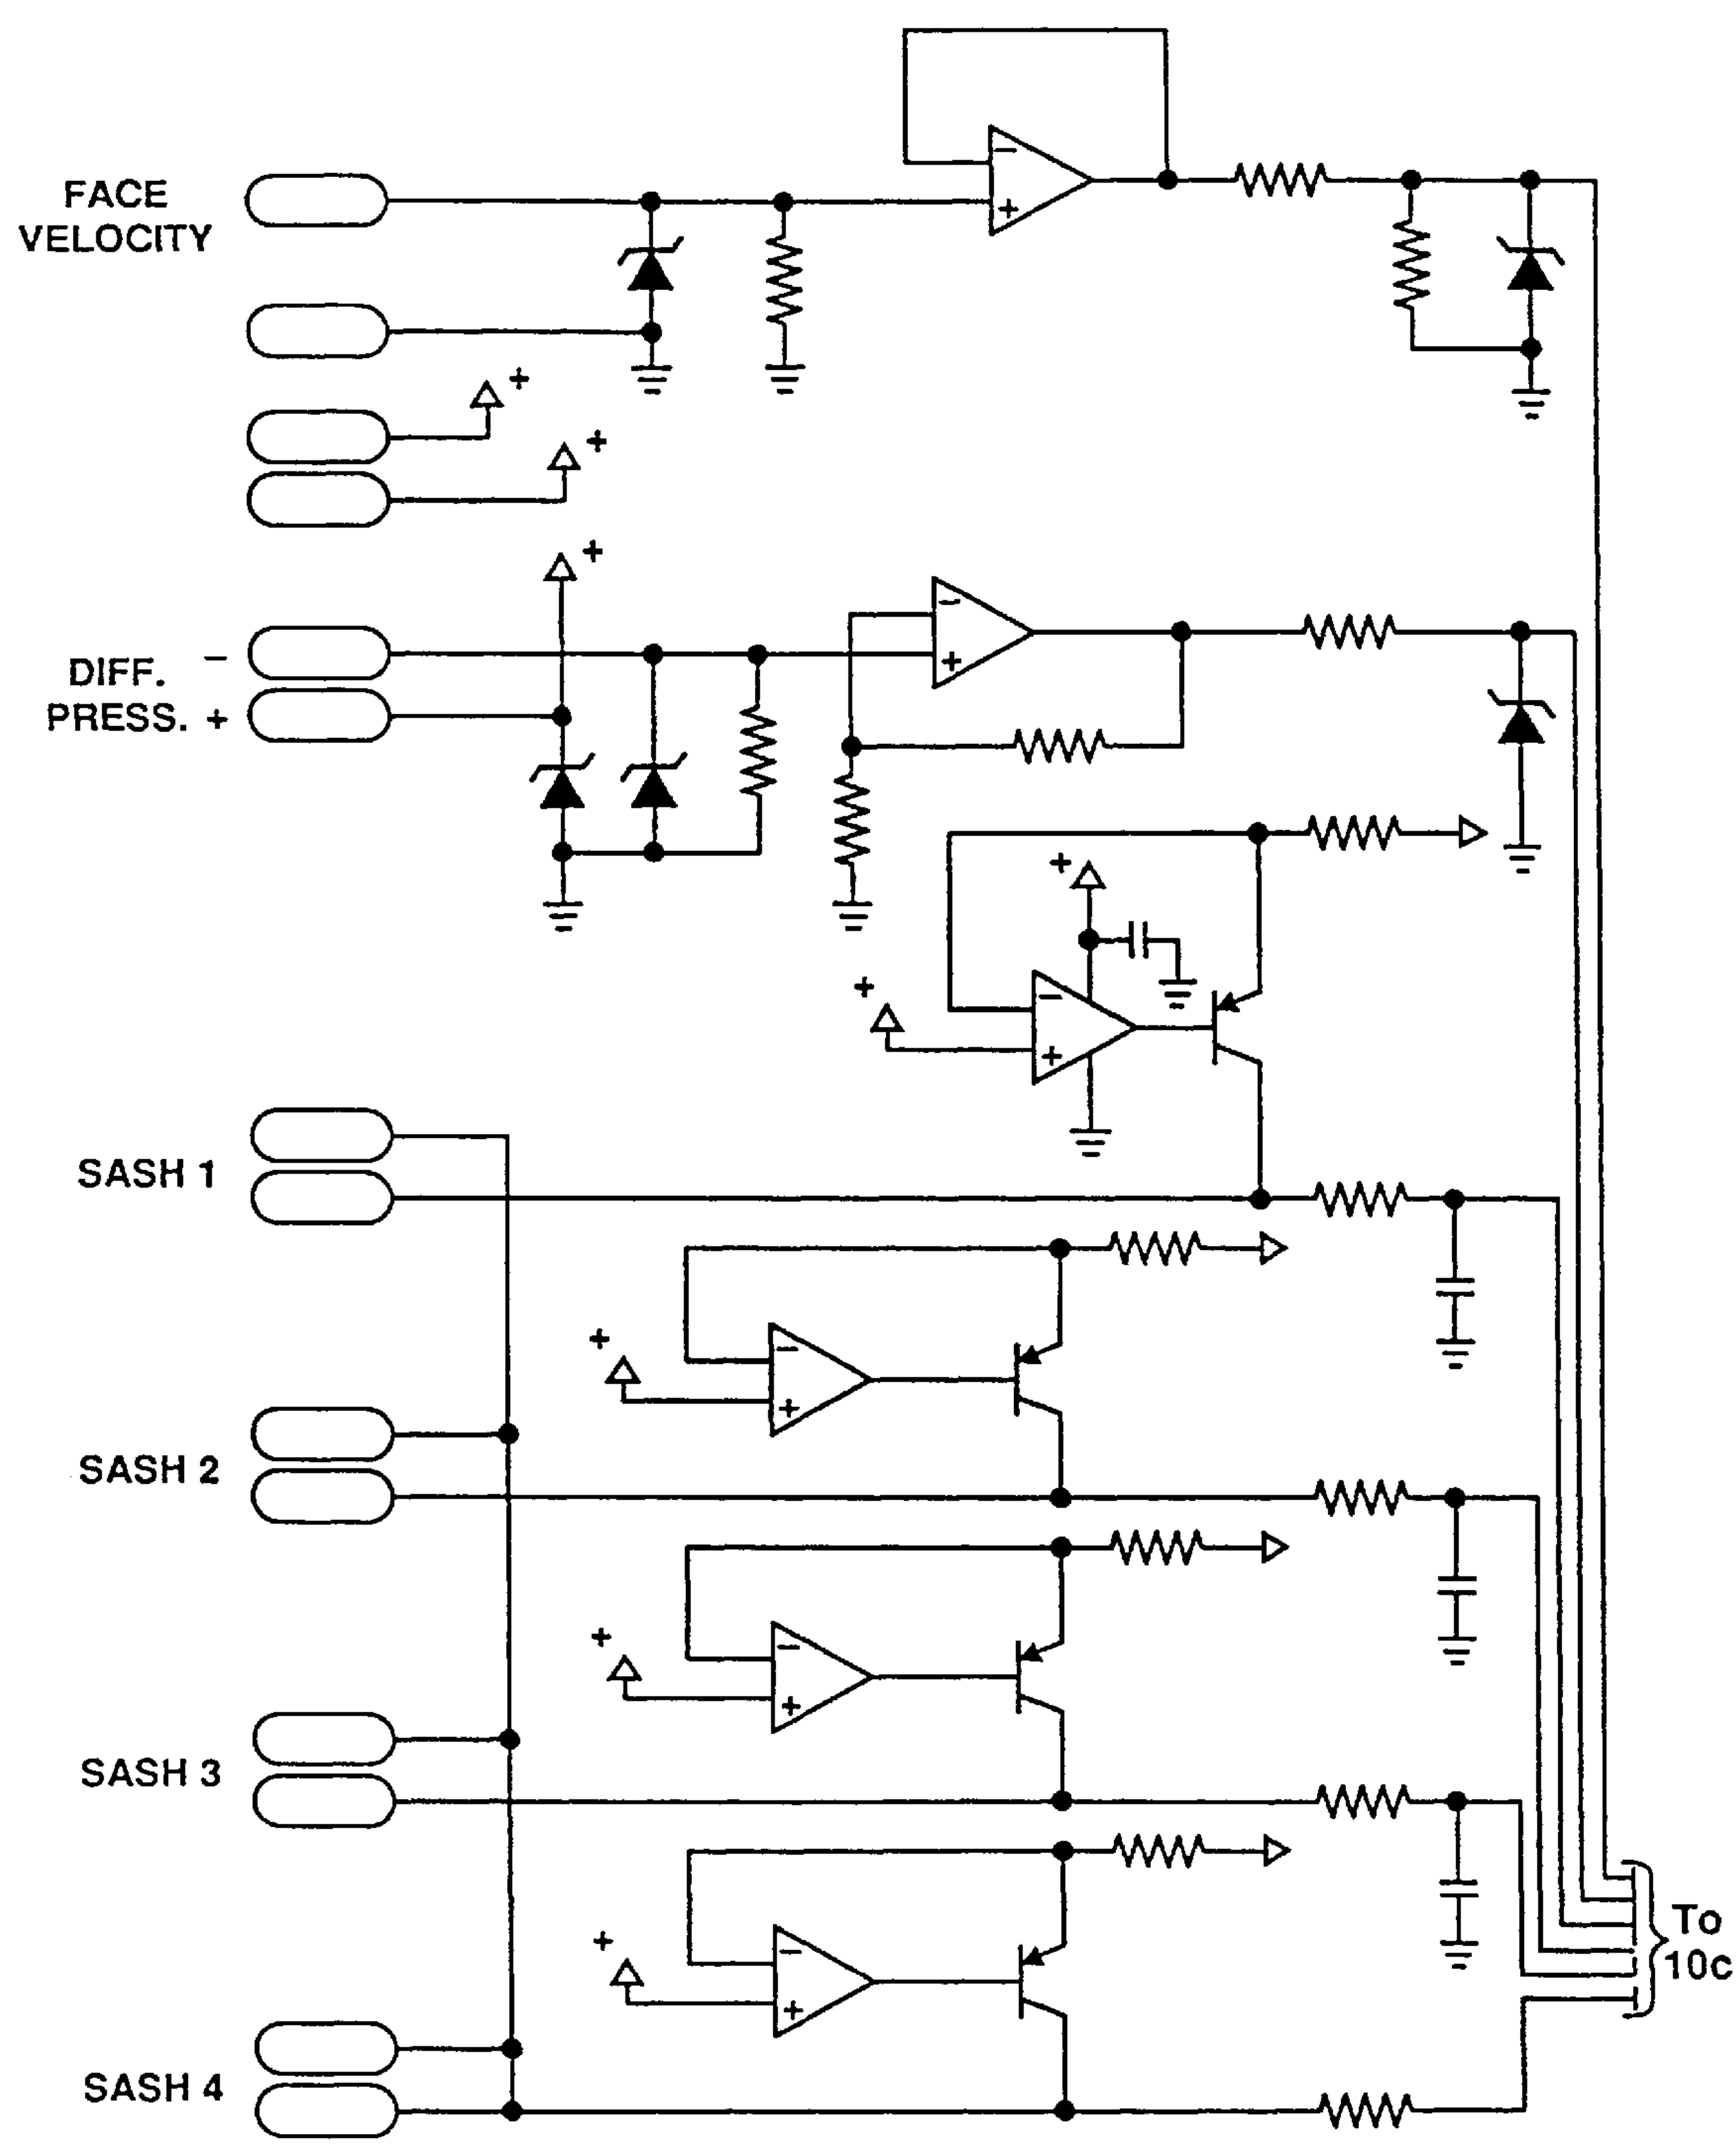 FACE
VELOCITY
+
+
+
DIFF. −
PRESS. +
−
+
−
+
+
+
−
+
SASH 1
+
−
+
SASH 2
+
−
+
SASH 3
+
−
+
SASH 4
To
10c